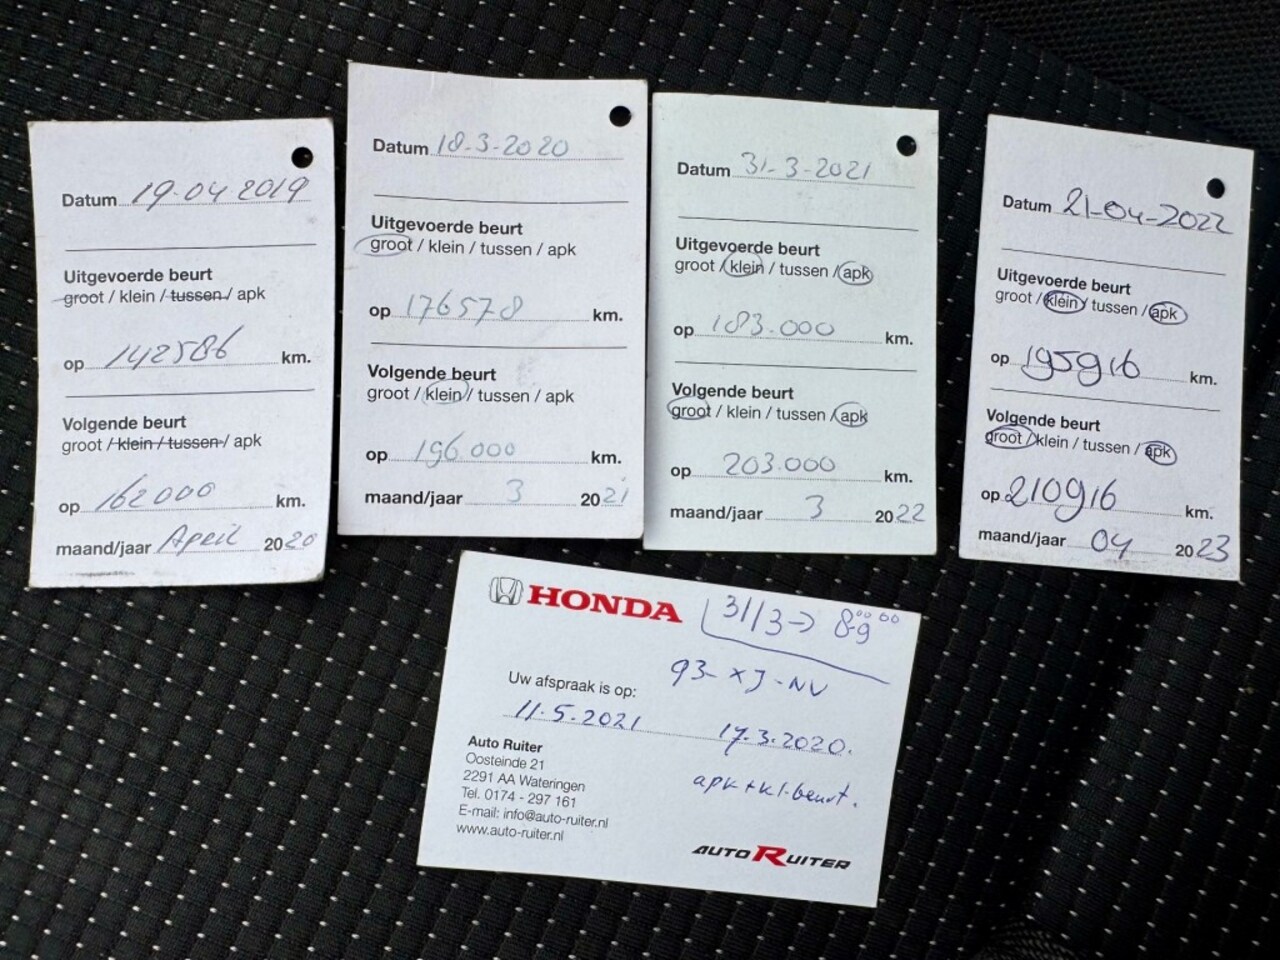 Datum 19-04 2019
Uitgevoerde beurt
groot / klein / tussen / apk
op 142586 km.
Volgende beurt
groot / klein / tussen / apk
op 162000 km.
maand/jaar April 2020
Datum 18-3-2020
Uitgevoerde beurt
groot / klein / tussen / apk
op 176578 km.
Volgende beurt
groot / klein / tussen / apk
op 196.000 km.
maand/jaar 3 2021
Datum 31-3-2021
Uitgevoerde beurt
groot / klein / tussen / apk
op 183.000 km.
Volgende beurt
groot / klein / tussen / apk
op 203.000 km.
maand/jaar 3 2022
Datum 21-04-2022
Uitgevoerde beurt
groot / klein / tussen / apk
op 195916 km.
Volgende beurt
groot / klein / tussen / apk
op 210916 km.
maand/jaar 04 2023
HONDA
31/3 → 8-9 00 00
93-XJ-NV
Uw afspraak is op:
11.5.2021 17.3.2020.
apk + kl. beurt.
Auto Ruiter
Oosteinde 21
2291 AA Wateringen
Tel. 0174 - 297 161
E-mail: info@auto-ruiter.nl
www.auto-ruiter.nl
AUTO RUITER